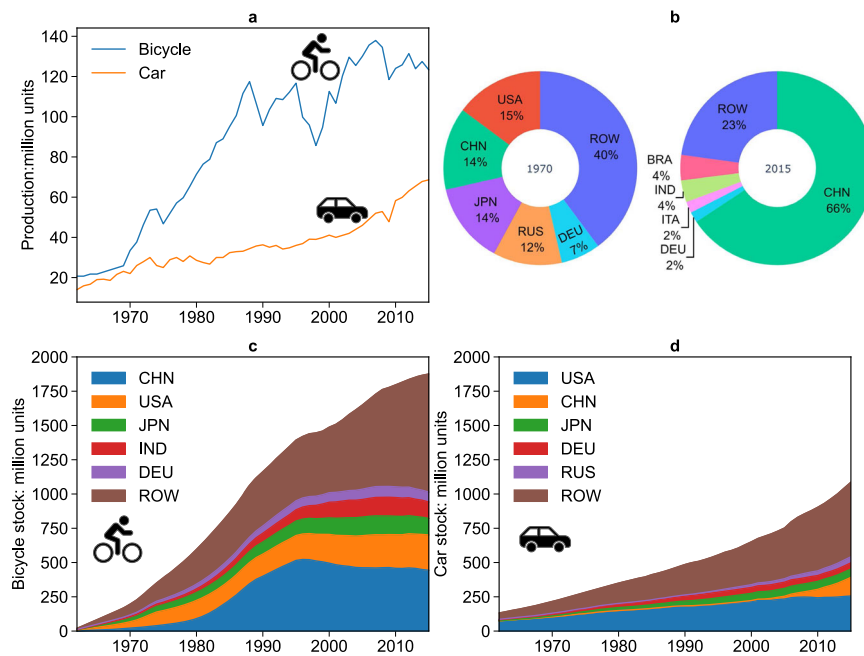 a
Production:million units
140
120
100
80
60
40
20
Bicycle
Car
1970
1980
1990
2000
2010
b
1970
ROW
40%
DEU
7%
RUS
12%
JPN
14%
CHN
14%
USA
15%
2015
ROW
23%
BRA
4%
IND
4%
ITA
2%
DEU
2%
CHN
66%
c
Bicycle stock: million units
2000
1750
1500
1250
1000
750
500
250
0
CHN
USA
JPN
IND
DEU
ROW
1970
1980
1990
2000
2010
d
Car stock: million units
2000
1750
1500
1250
1000
750
500
250
0
USA
CHN
JPN
DEU
RUS
ROW
1970
1980
1990
2000
2010